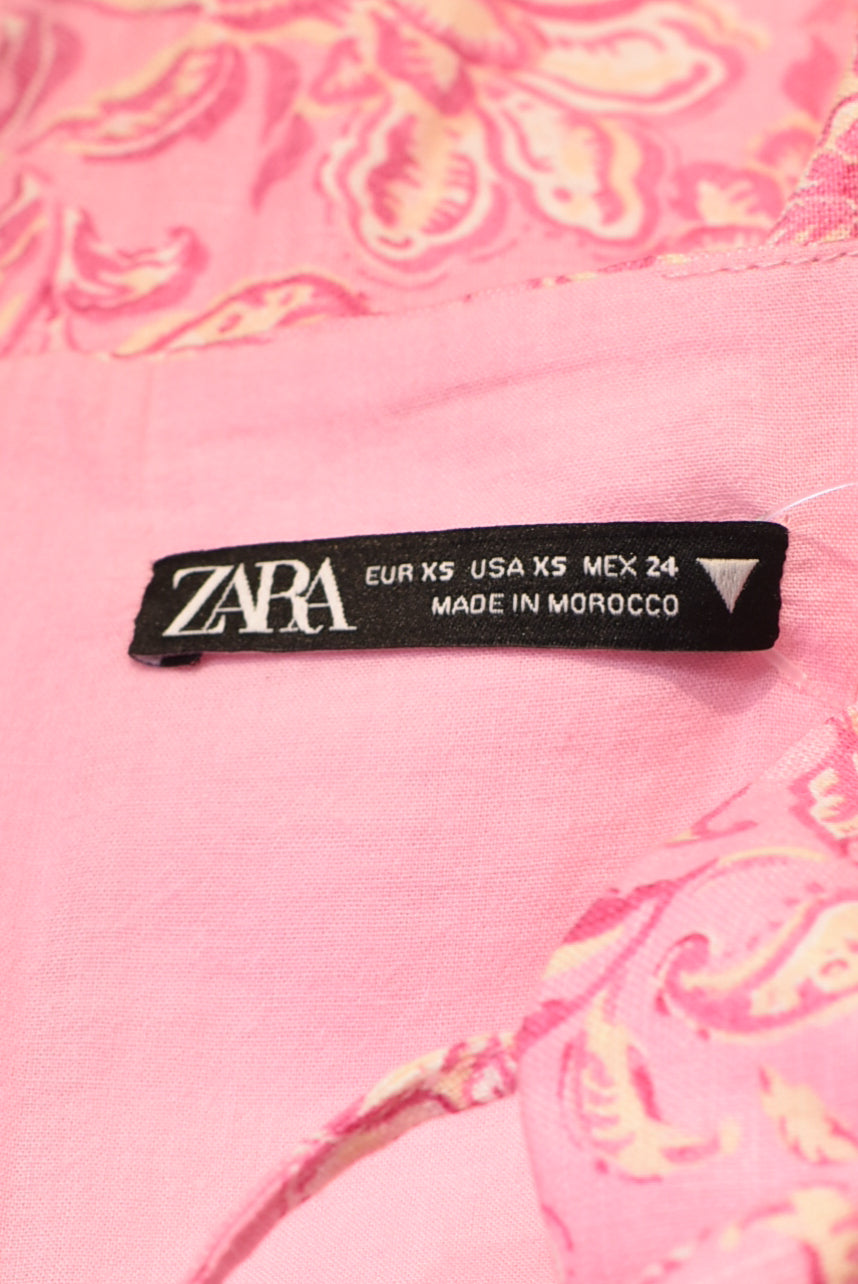 ZARA
EUR XS USA XS MEX 24
MADE IN MOROCCO